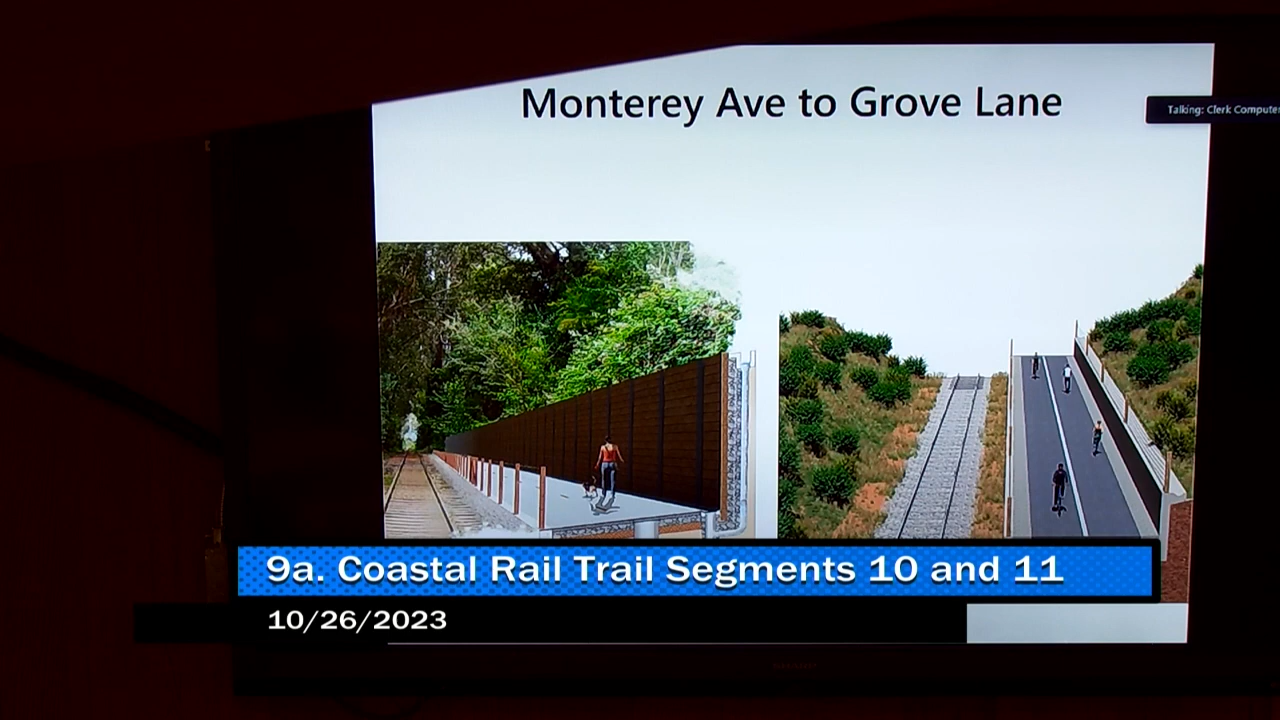 Monterey Ave to Grove Lane
Talking: Clerk Computer
9a. Coastal Rail Trail Segments 10 and 11
10/26/2023